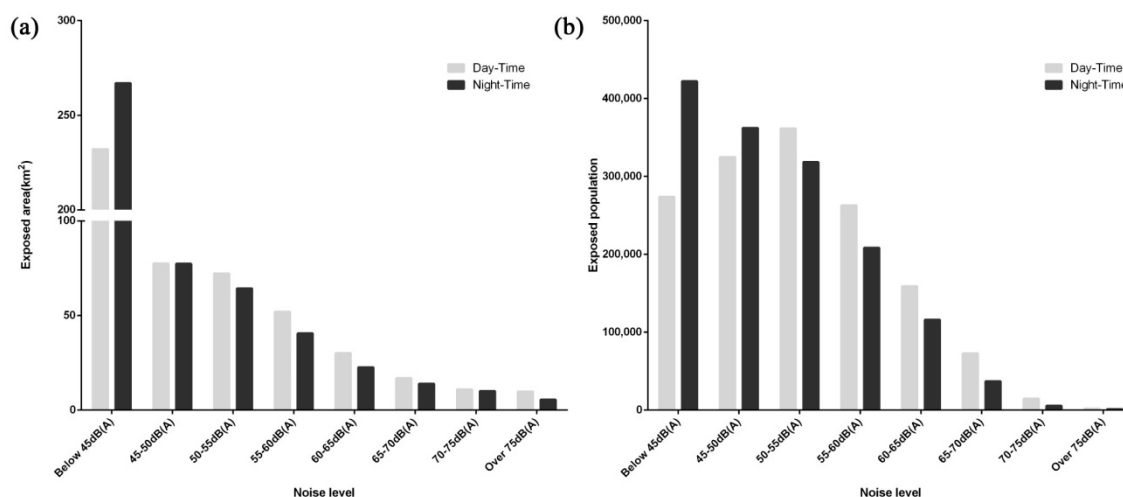 (a)
300
250
200
100
50
0
Exposed area(km²)
Day-Time
Night-Time
Below 45dB(A)
45-50dB(A)
50-55dB(A)
55-60dB(A)
60-65dB(A)
65-70dB(A)
70-75dB(A)
Over 75dB(A)
Noise level
(b)
500,000
400,000
300,000
200,000
100,000
0
Exposed population
Day-Time
Night-Time
Below 45dB(A)
45-50dB(A)
50-55dB(A)
55-60dB(A)
60-65dB(A)
65-70dB(A)
70-75dB(A)
Over 75dB(A)
Noise level